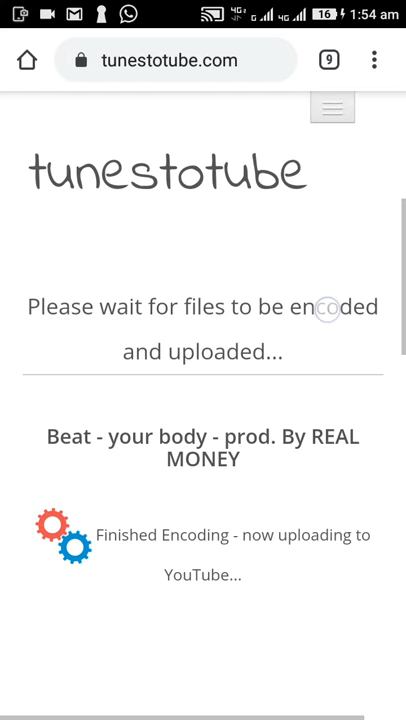 16 1:54 am
tunestotube.com
9
tunestotube
Please wait for files to be encoded
and uploaded...
Beat - your body - prod. By REAL
MONEY
Finished Encoding - now uploading to
YouTube...